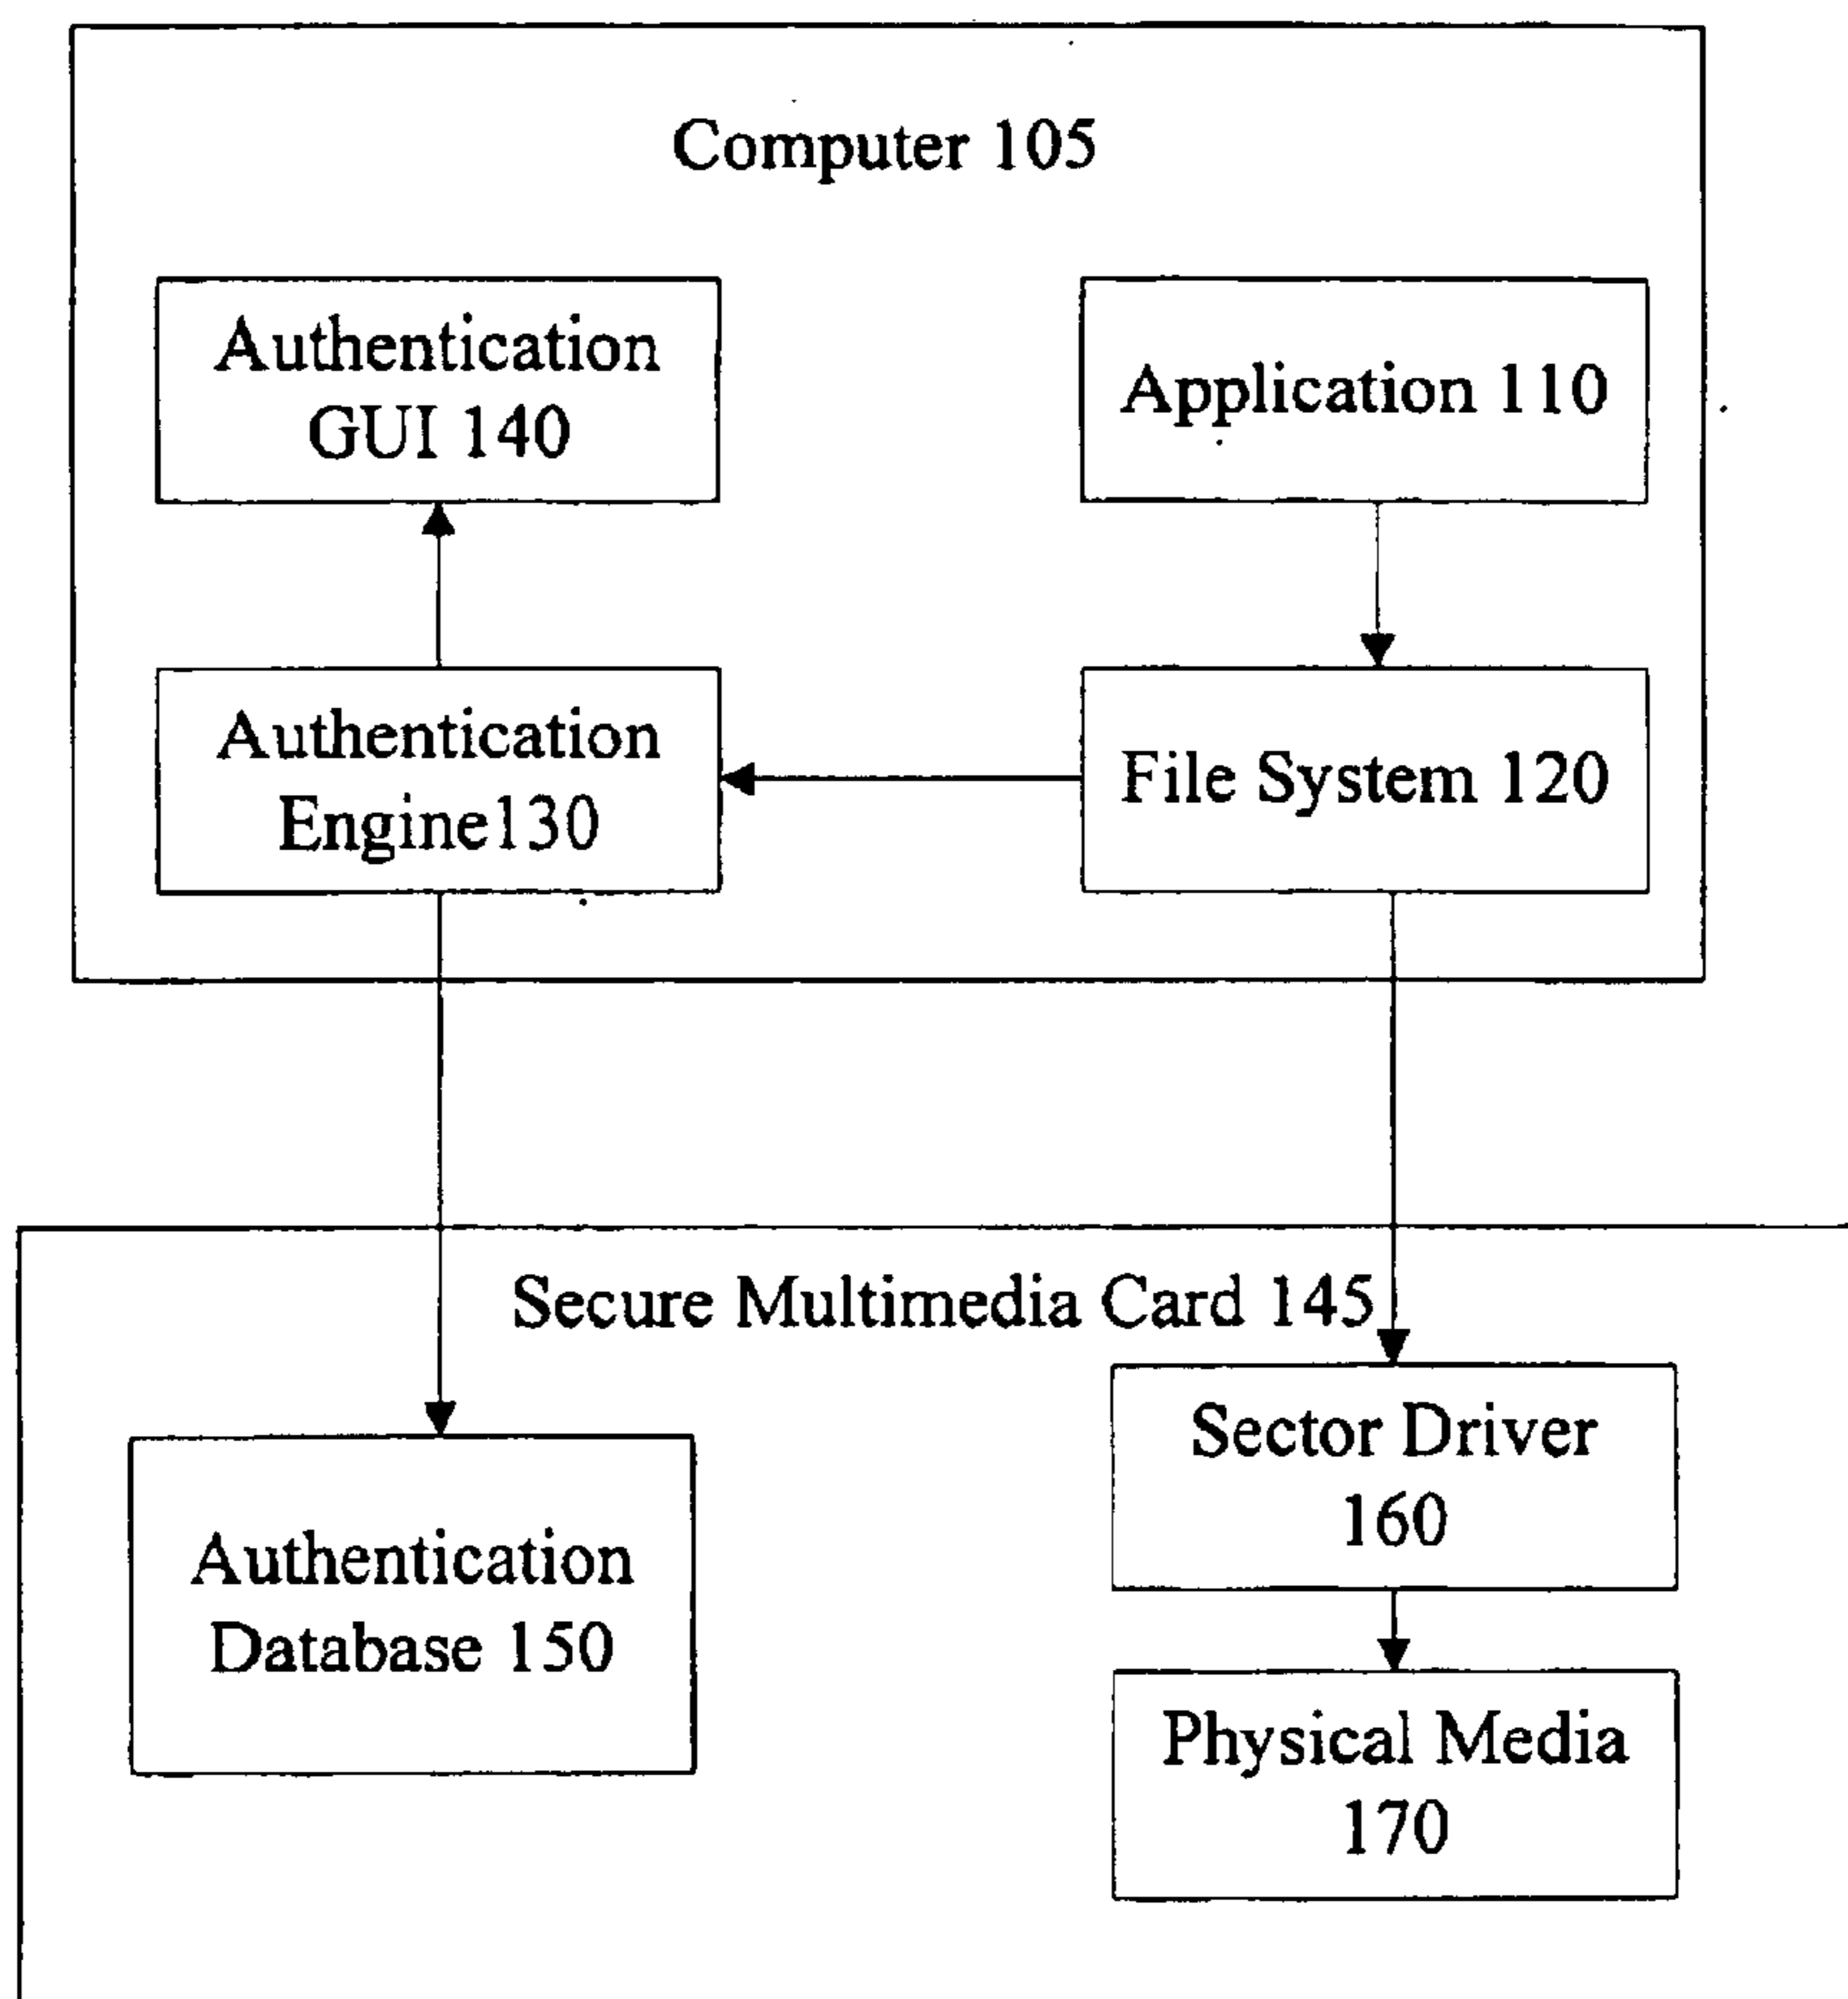 Computer 105
Authentication
GUI 140
Application 110
Authentication
Engine130
File System 120
Secure Multimedia Card 145
Sector Driver
160
Authentication
Database 150
Physical Media
170